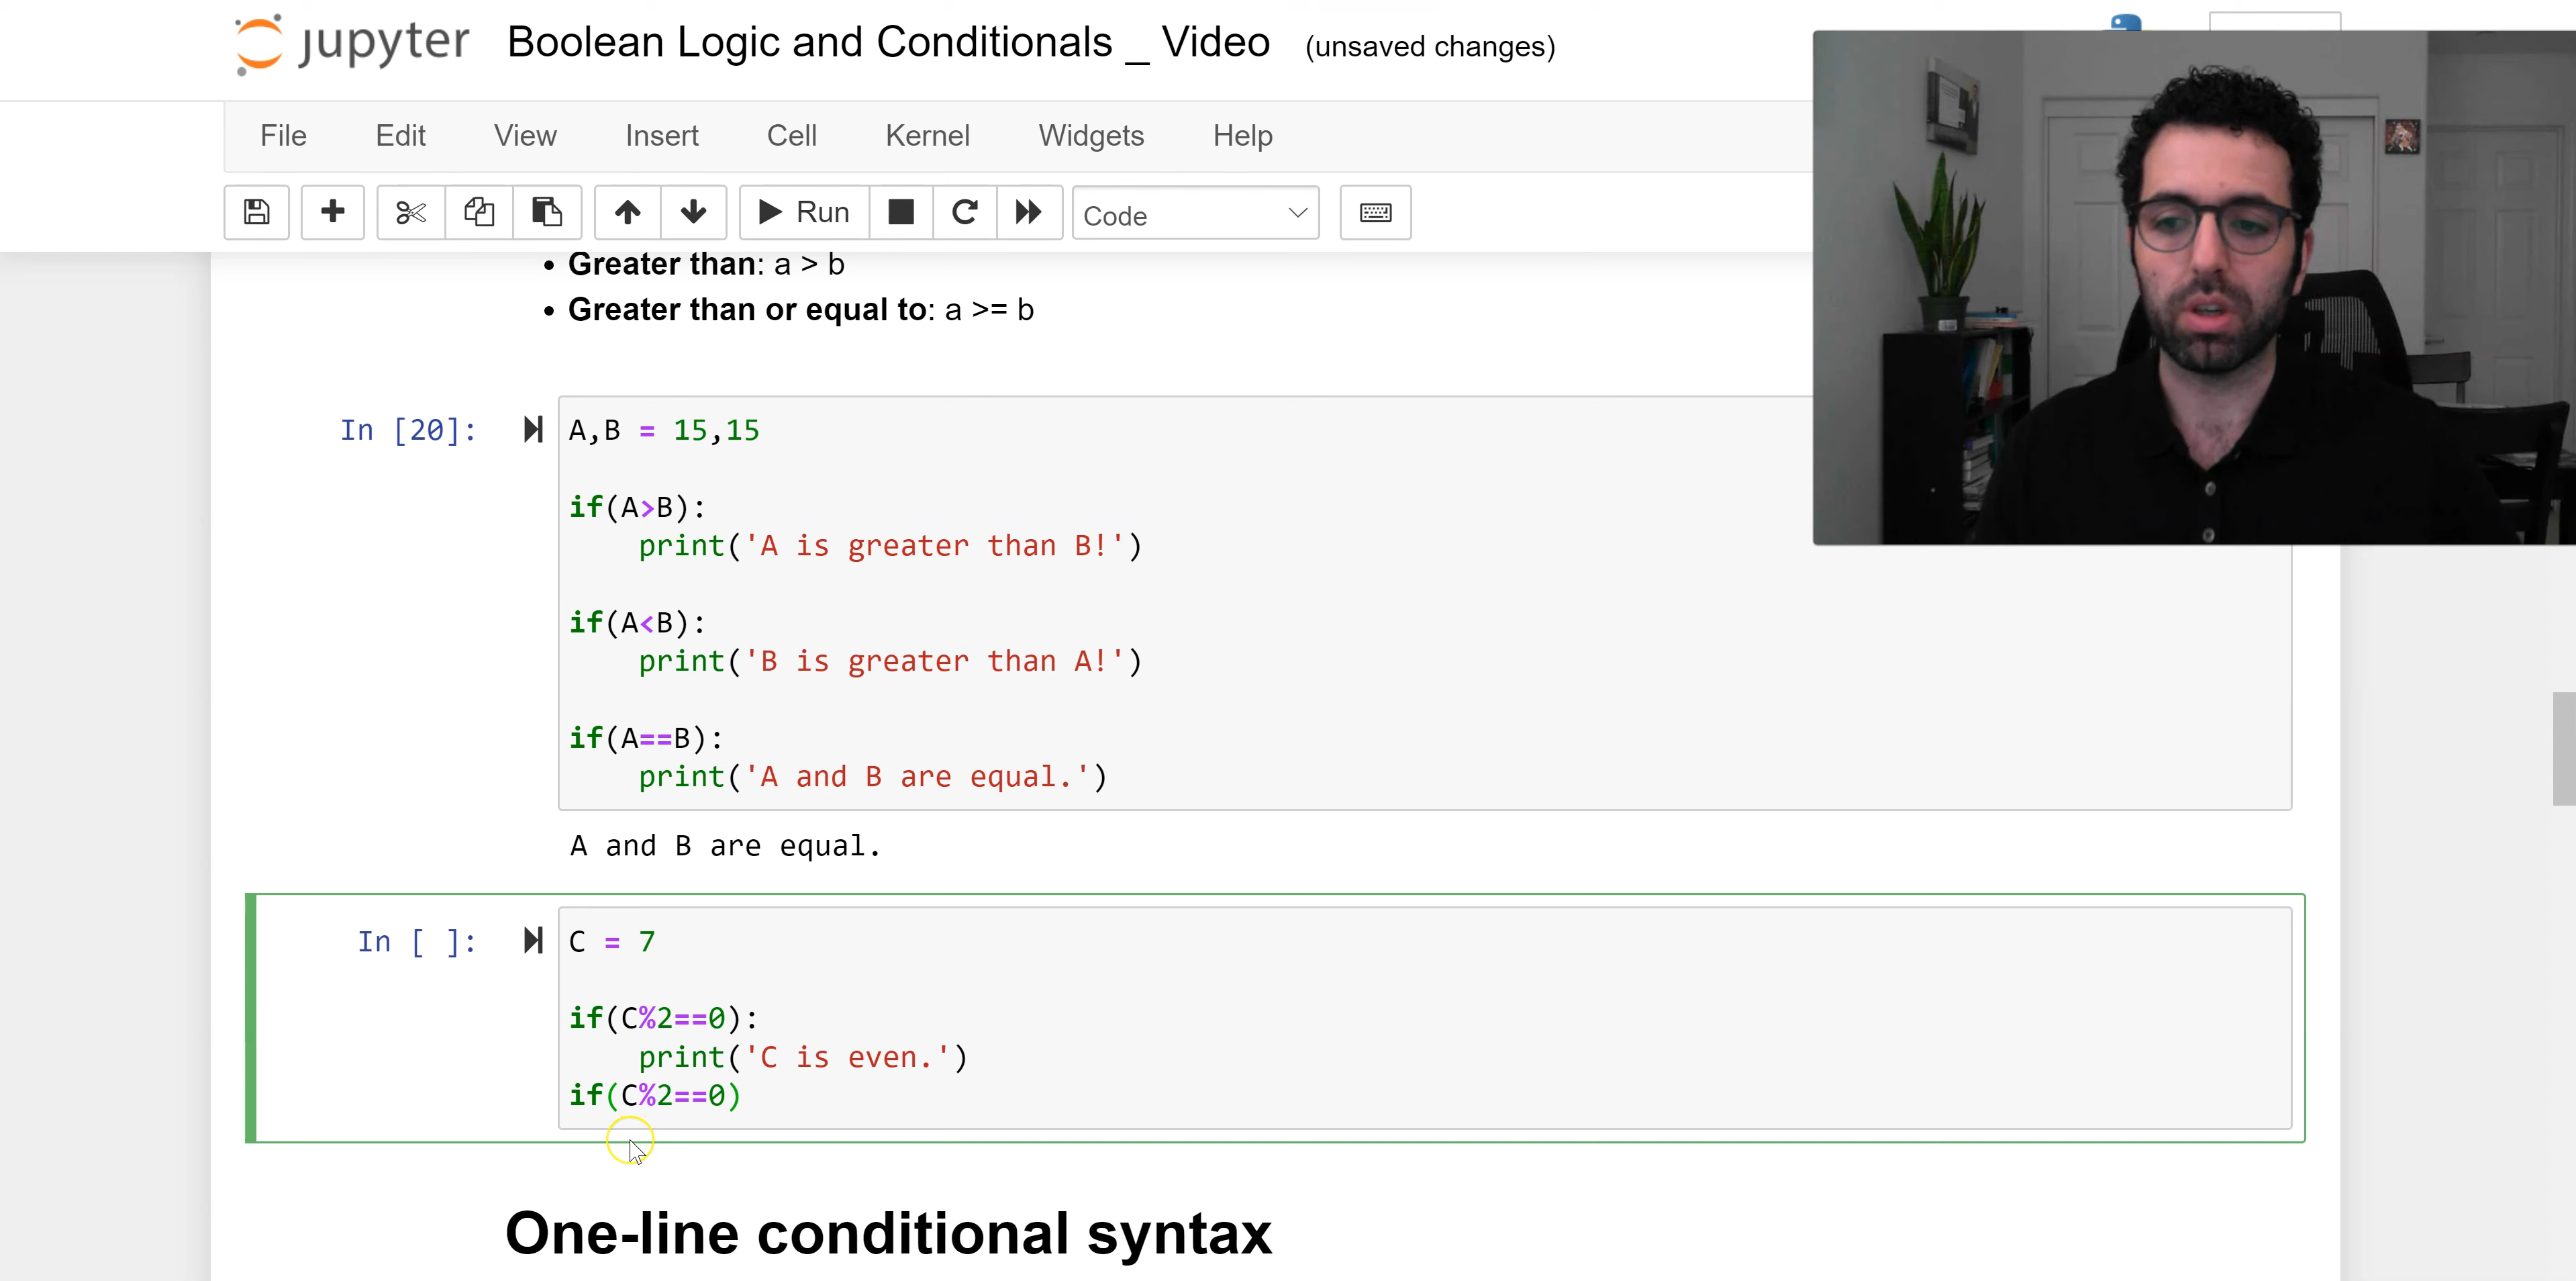 jupyter Boolean Logic and Conditionals _ Video (unsaved changes)
File Edit View Insert Cell Kernel Widgets Help
Run Code
• Greater than: a > b
• Greater than or equal to: a >= b
In [20]: A,B = 15,15
if(A>B):
    print('A is greater than B!')
if(A<B):
    print('B is greater than A!')
if(A==B):
    print('A and B are equal.')
A and B are equal.
In [ ]: C = 7
if(C%2==0):
    print('C is even.')
if(C%2==0)
One-line conditional syntax